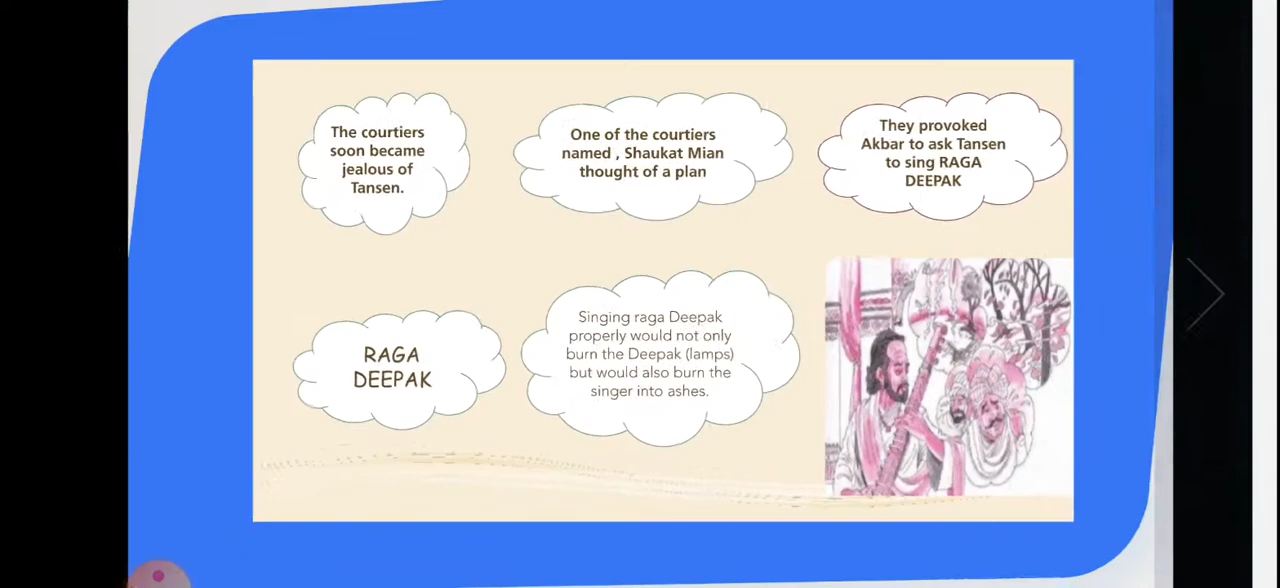 The courtiers
soon became
jealous of
Tansen.
One of the courtiers
named , Shaukat Mian
thought of a plan
They provoked
Akbar to ask Tansen
to sing RAGA
DEEPAK
RAGA
DEEPAK
Singing raga Deepak
properly would not only
burn the Deepak (lamps)
but would also burn the
singer into ashes.